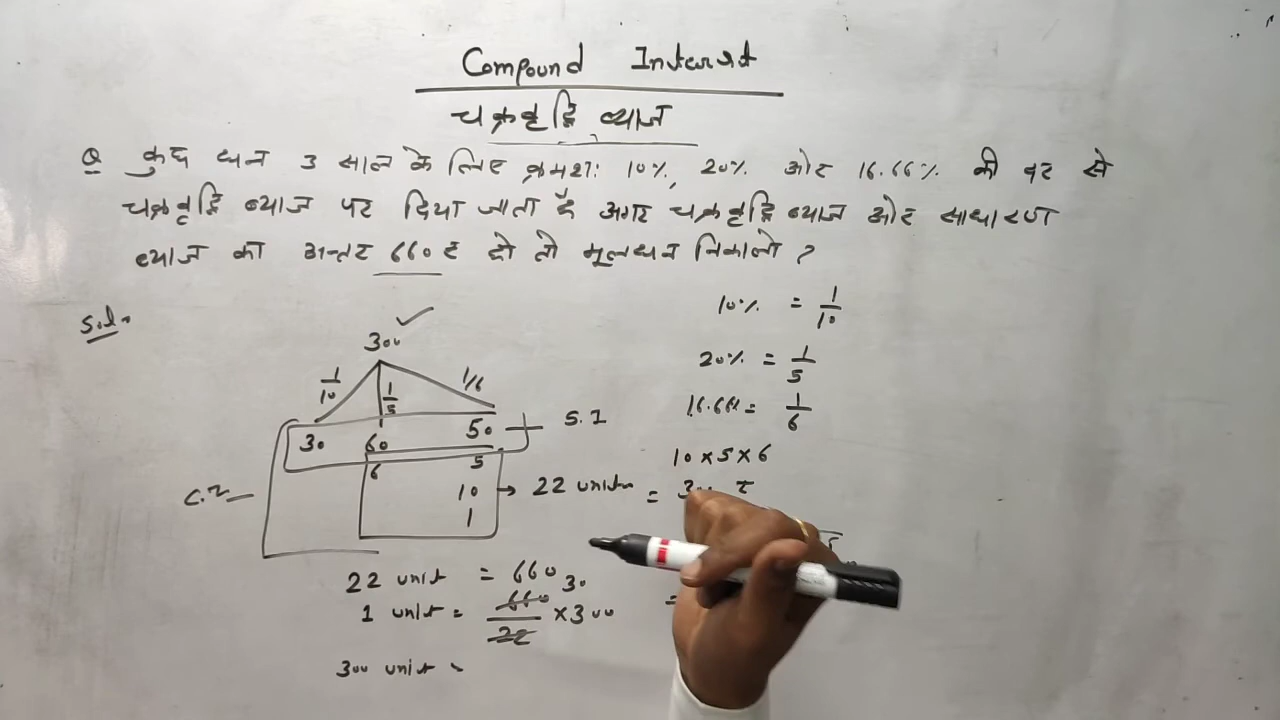 Compound Interest
चक्रवृद्धि ब्याज
Q कुछ धन 3 साल के लिए क्रमशः 10%, 20% और 16.66% की दर से
चक्रवृद्धि ब्याज पर दिया जाता है अगर चक्रवृद्धि ब्याज और साधारण
ब्याज का अन्तर 660 ₹ हो तो मूलधन निकालो ?
Soln
300
1/10 1/5 1/6
30 60 50 S.I
6 5
C.I 10 → 22 unit
1
22 unit = 660
30
1 unit = 660/22 × 300
300 unit
10% = 1/10
20% = 1/5
16.66% = 1/6
10 × 5 × 6
=
=